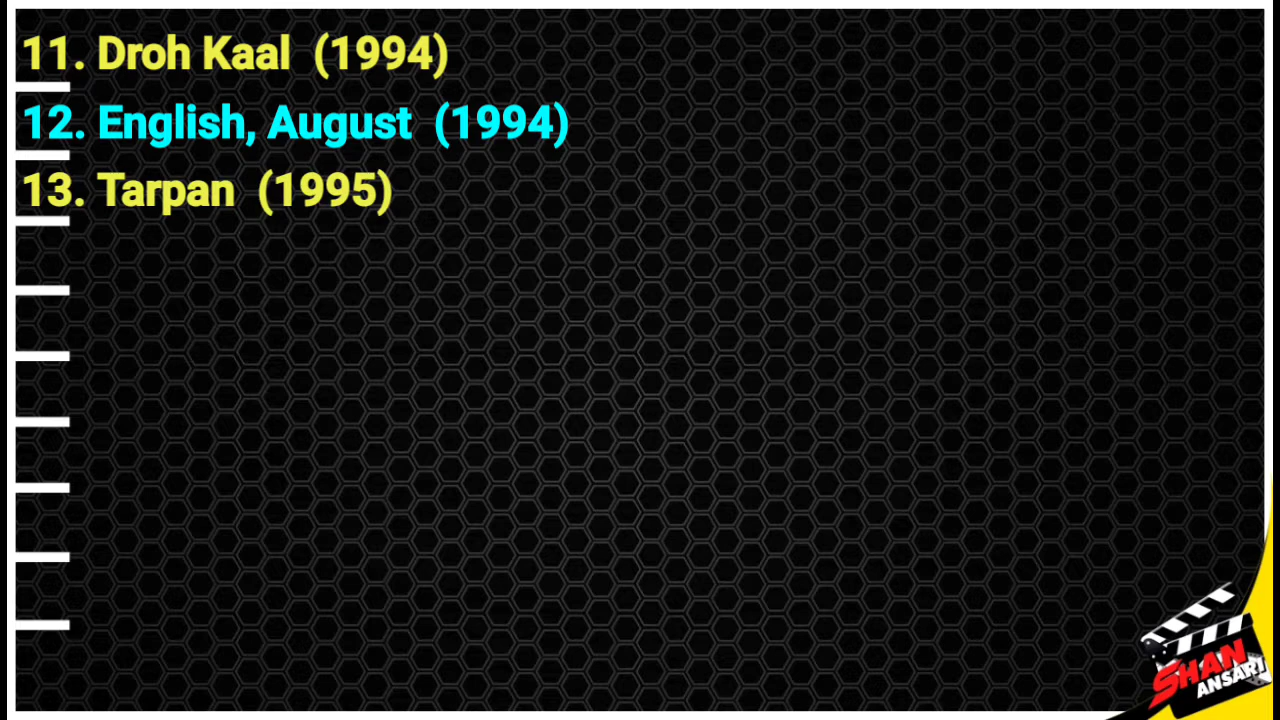 11. Droh Kaal (1994)
12. English, August (1994)
13. Tarpan (1995)
SHAN
ANSARI